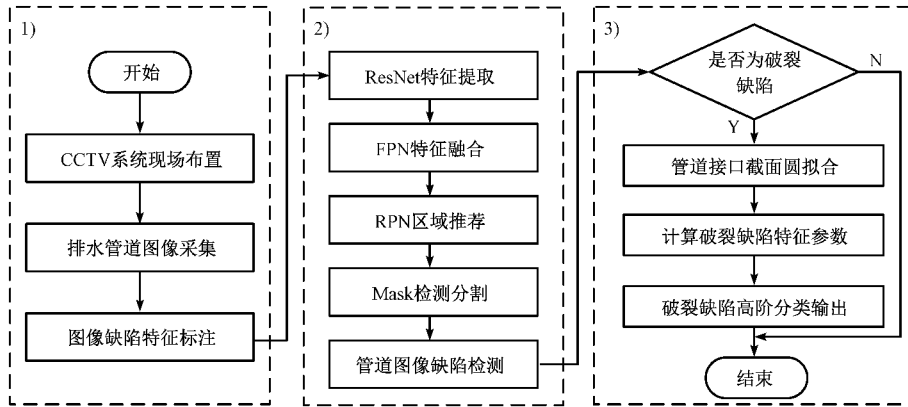 1)
开始
CCTV系统现场布置
排水管道图像采集
图像缺陷特征标注
2)
ResNet特征提取
FPN特征融合
RPN区域推荐
Mask检测分割
管道图像缺陷检测
3)
是否为破裂
缺陷
N
Y
管道接口截面圆拟合
计算破裂缺陷特征参数
破裂缺陷高阶分类输出
结束